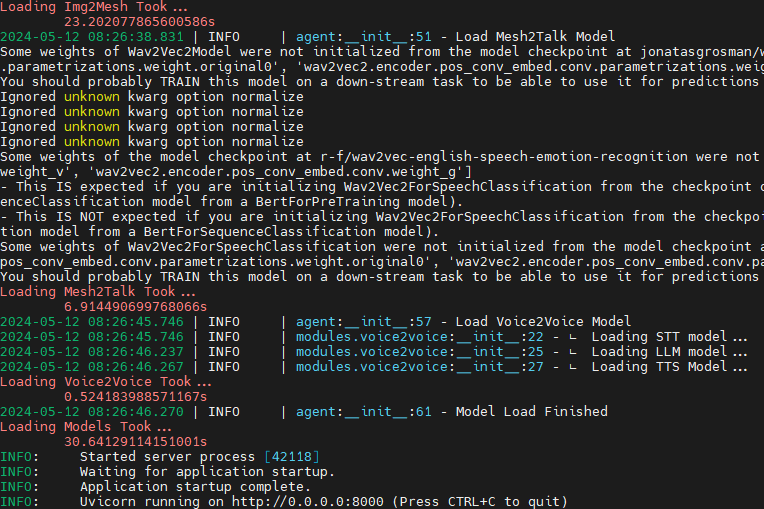 Loading Img2Mesh Took...
23.202077865600586s
2024-05-12 08:26:38.831 | INFO     | agent:__init__:51 - Load Mesh2Talk Model
Some weights of Wav2Vec2Model were not initialized from the model checkpoint at jonatasgrosman/w
.parametrizations.weight.original0', 'wav2vec2.encoder.pos_conv_embed.conv.parametrizations.weig
You should probably TRAIN this model on a down-stream task to be able to use it for predictions
Ignored unknown kwarg option normalize
Ignored unknown kwarg option normalize
Ignored unknown kwarg option normalize
Ignored unknown kwarg option normalize
Some weights of the model checkpoint at r-f/wav2vec-english-speech-emotion-recognition were not
weight_v', 'wav2vec2.encoder.pos_conv_embed.conv.weight_g']
- This IS expected if you are initializing Wav2Vec2ForSpeechClassification from the checkpoint o
enceClassification model from a BertForPreTraining model).
- This IS NOT expected if you are initializing Wav2Vec2ForSpeechClassification from the checkpoi
tion model from a BertForSequenceClassification model).
Some weights of Wav2Vec2ForSpeechClassification were not initialized from the model checkpoint a
pos_conv_embed.conv.parametrizations.weight.original0', 'wav2vec2.encoder.pos_conv_embed.conv.pa
You should probably TRAIN this model on a down-stream task to be able to use it for predictions
Loading Mesh2Talk Took...
6.914490699768066s
2024-05-12 08:26:45.746 | INFO     | agent:__init__:57 - Load Voice2Voice Model
2024-05-12 08:26:45.746 | INFO     | modules.voice2voice:__init__:22 - ㄴ Loading STT model...
2024-05-12 08:26:46.237 | INFO     | modules.voice2voice:__init__:25 - ㄴ Loading LLM model...
2024-05-12 08:26:46.267 | INFO     | modules.voice2voice:__init__:27 - ㄴ Loading TTS Model...
Loading Voice2Voice Took...
0.524183988571167s
2024-05-12 08:26:46.270 | INFO     | agent:__init__:61 - Model Load Finished
Loading Models Took...
30.64129114151001s
INFO:     Started server process [42118]
INFO:     Waiting for application startup.
INFO:     Application startup complete.
INFO:     Uvicorn running on http://0.0.0.0:8000 (Press CTRL+C to quit)